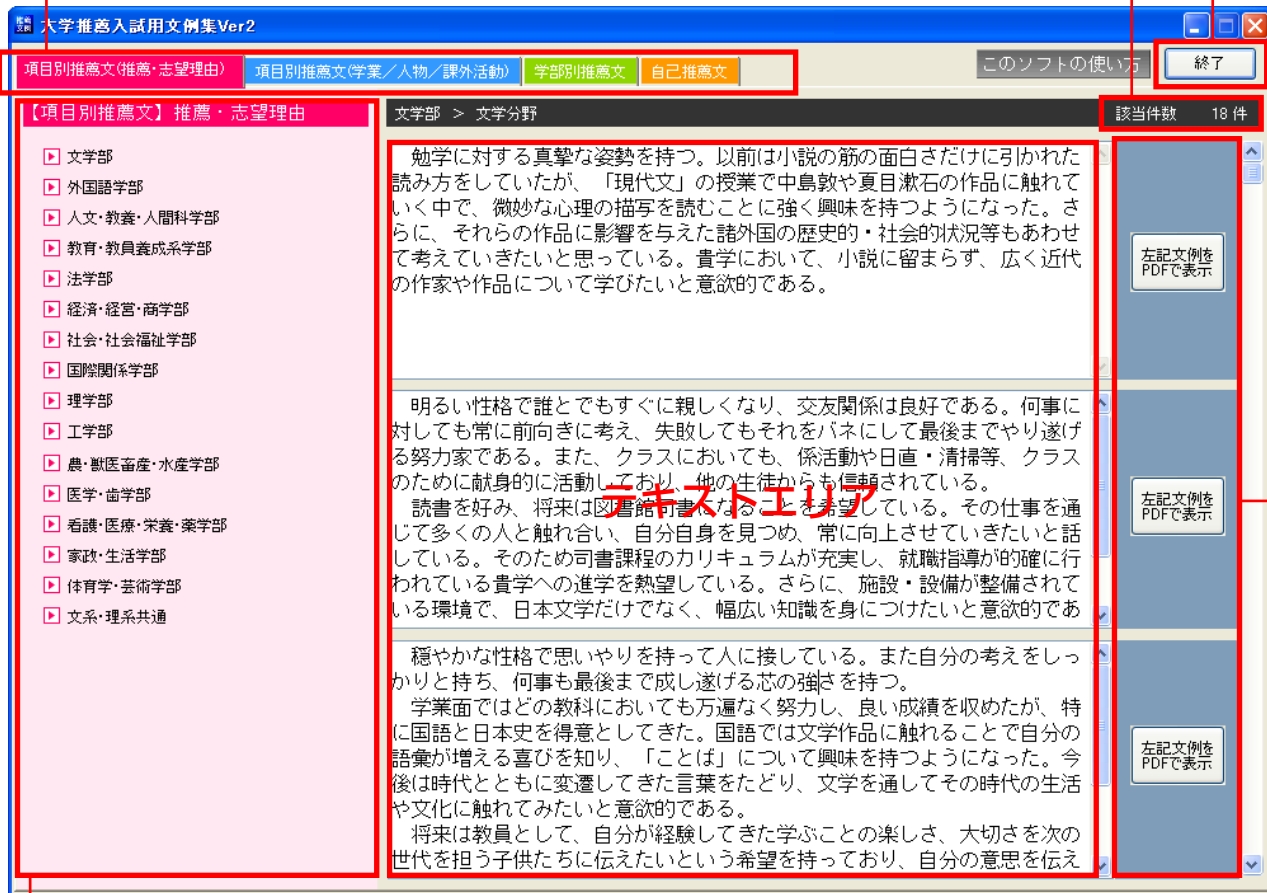 推薦文例 大学推薦入試用文例集Ver2
項目別推薦文(推薦・志望理由) 項目別推薦文(学業／人物／課外活動) 学部別推薦文 自己推薦文 このソフトの使い方 終了
【項目別推薦文】推薦・志望理由
文学部
外国語学部
人文・教養・人間科学部
教育・教員養成系学部
法学部
経済・経営・商学部
社会・社会福祉学部
国際関係学部
理学部
工学部
農・獣医畜産・水産学部
医学・歯学部
看護・医療・栄養・薬学部
家政・生活学部
体育学・芸術学部
文系・理系共通
文学部 ＞ 文学分野 該当件数 18 件
勉学に対する真摯な姿勢を持つ。以前は小説の筋の面白さだけに引かれた
読み方をしていたが、「現代文」の授業で中島敦や夏目漱石の作品に触れて
いく中で、微妙な心理の描写を読むことに強く興味を持つようになった。さ
らに、それらの作品に影響を与えた諸外国の歴史的・社会的状況等もあわせ
て考えていきたいと思っている。貴学において、小説に留まらず、広く近代
の作家や作品について学びたいと意欲的である。
左記文例を
PDFで表示
明るい性格で誰とでもすぐに親しくなり、交友関係は良好である。何事に
対しても常に前向きに考え、失敗してもそれをバネにして最後までやり遂げ
る努力家である。また、クラスにおいても、係活動や日直・清掃等、クラス
のために献身的に活動しており、他の生徒からも信頼されている。
テキストエリア
読書を好み、将来は図書館司書になることを希望している。その仕事を通
じて多くの人と触れ合い、自分自身を見つめ、常に向上させていきたいと話
している。そのため司書課程のカリキュラムが充実し、就職指導が的確に行
われている貴学への進学を熱望している。さらに、施設・設備が整備されて
いる環境で、日本文学だけでなく、幅広い知識を身につけたいと意欲的であ
左記文例を
PDFで表示
穏やかな性格で思いやりを持って人に接している。また自分の考えをしっ
かりと持ち、何事も最後まで成し遂げる芯の強さを持つ。
学業面ではどの教科においても万遍なく努力し、良い成績を収めたが、特
に国語と日本史を得意としてきた。国語では文学作品に触れることで自分の
語彙が増える喜びを知り、「ことば」について興味を持つようになった。今
後は時代とともに変遷してきた言葉をたどり、文学を通してその時代の生活
や文化に触れてみたいと意欲的である。
将来は教員として、自分が経験してきた学ぶことの楽しさ、大切さを次の
世代を担う子供たちに伝えたいという希望を持っており、自分の意思を伝え
左記文例を
PDFで表示